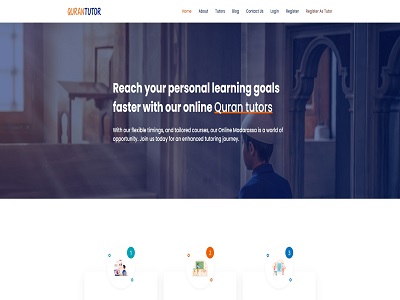 QURANTUTOR
Home About Tutors Blog Contact Us Login Register Register As Tutor
Reach your personal learning goals
faster with our online Quran tutors
With our flexible timings, and tailored courses, our Online Madarassa is a world of
opportunity. Join us today for an enhanced tutoring journey.
1 2 3